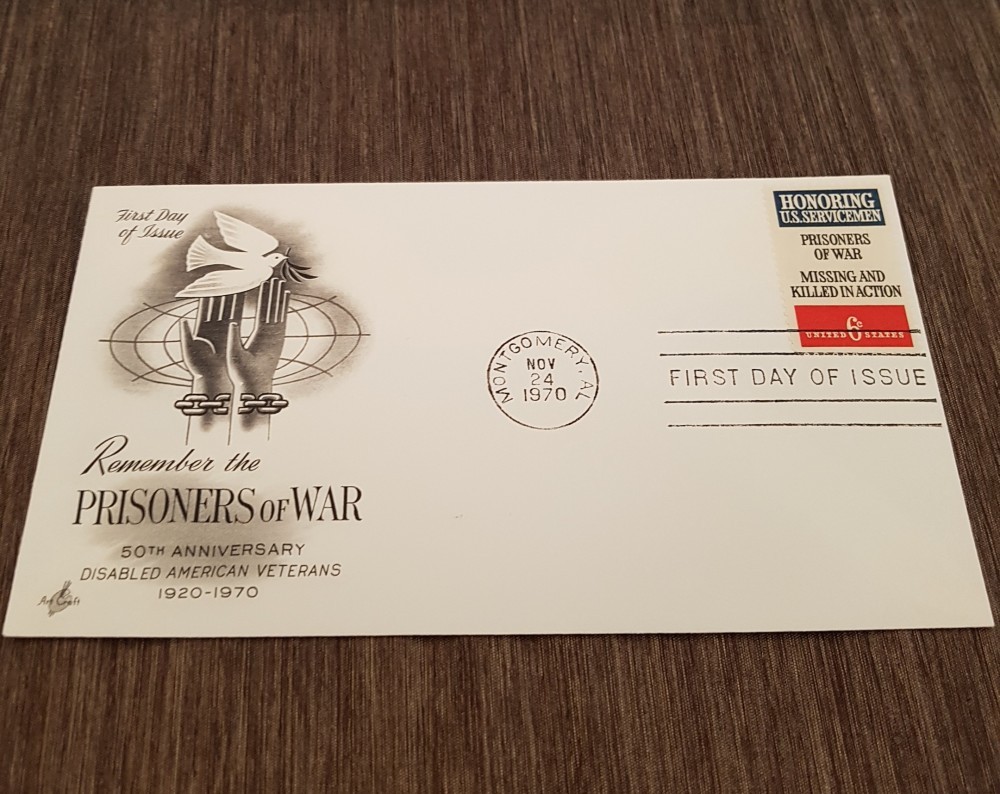 First Day
of Issue
Remember the
PRISONERS OF WAR
50TH ANNIVERSARY
DISABLED AMERICAN VETERANS
1920-1970
Art Craft
MONTGOMERY, AL
NOV
24
1970
HONORING
U.S. SERVICEMEN
PRISONERS
OF WAR
MISSING AND
KILLED IN ACTION
6c
UNITED STATES
FIRST DAY OF ISSUE